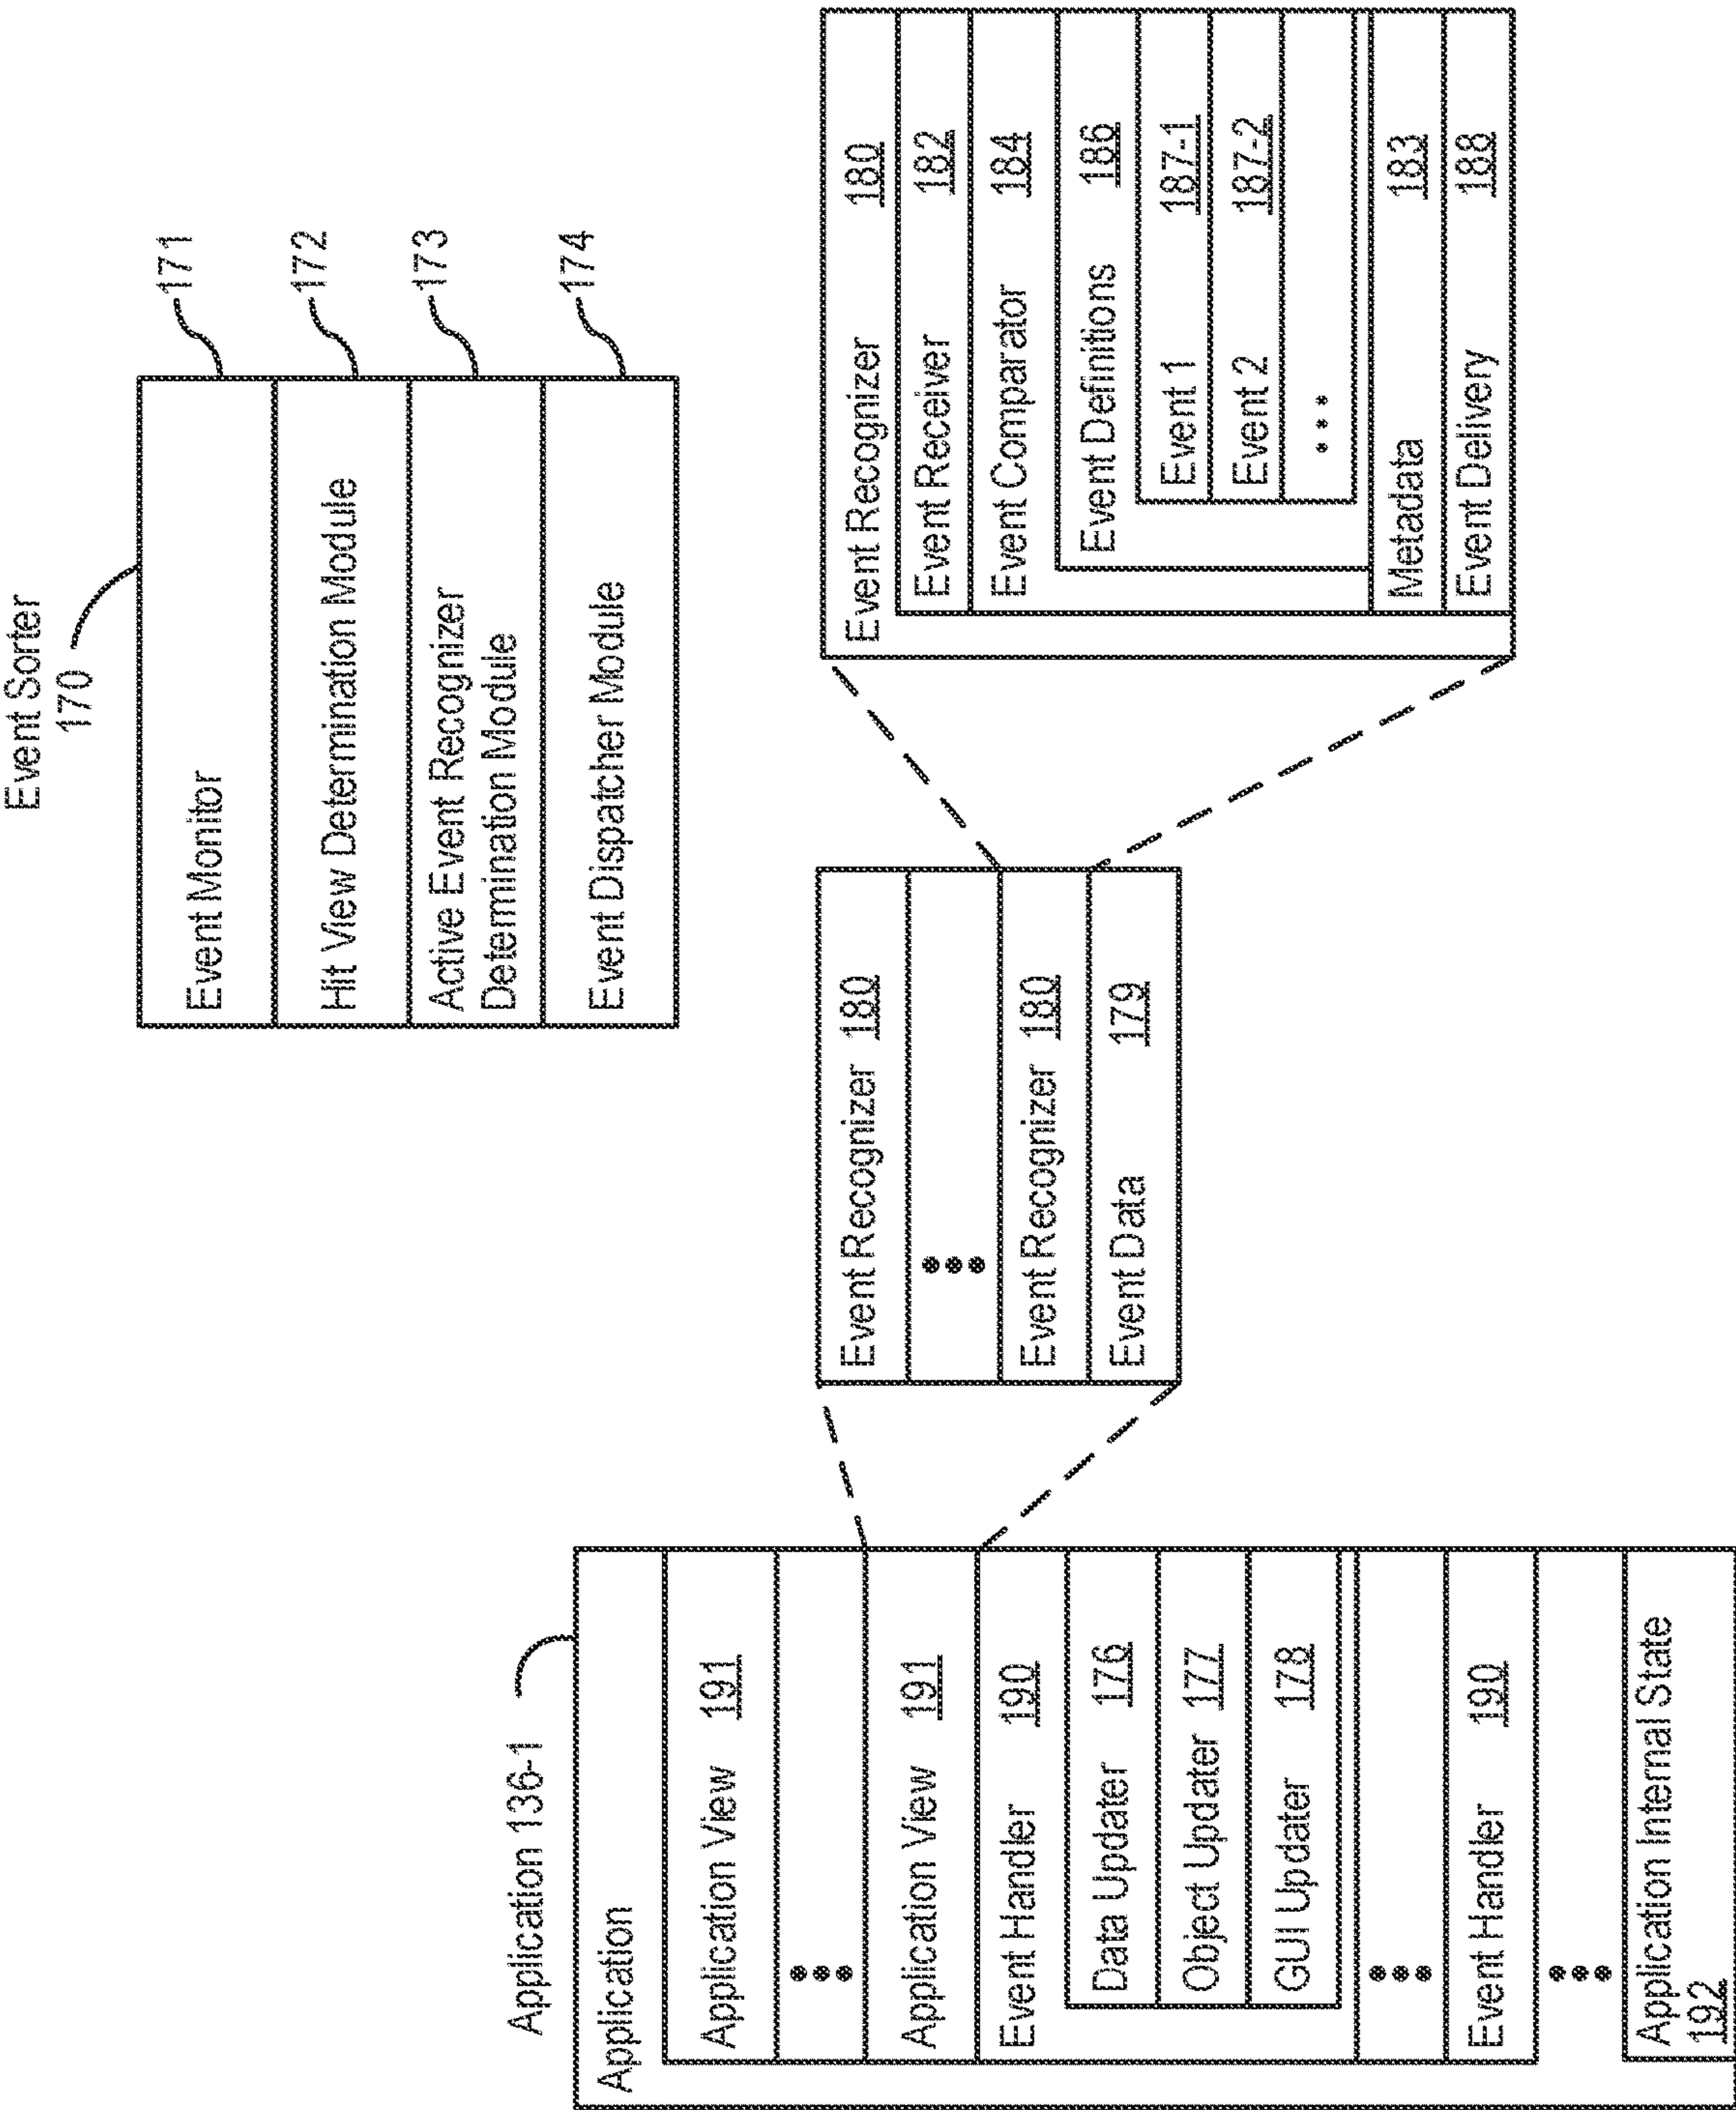 Event Sorter
170
Event Monitor
171
Hit View Determination Module
172
Active Event Recognizer
Determination Module
173
Event Dispatcher Module
174
Application 136-1
Application
Application View 191
•••
Application View 191
Event Handler 190
Data Updater 176
Object Updater 177
GUI Updater 178
•••
Event Handler 190
•••
Application Internal State
192
Event Recognizer 180
•••
Event Recognizer 180
Event Data 179
Event Recognizer 180
Event Receiver 182
Event Comparator 184
Event Definitions 186
Event 1 187-1
Event 2 187-2
•••
Metadata 183
Event Delivery 188